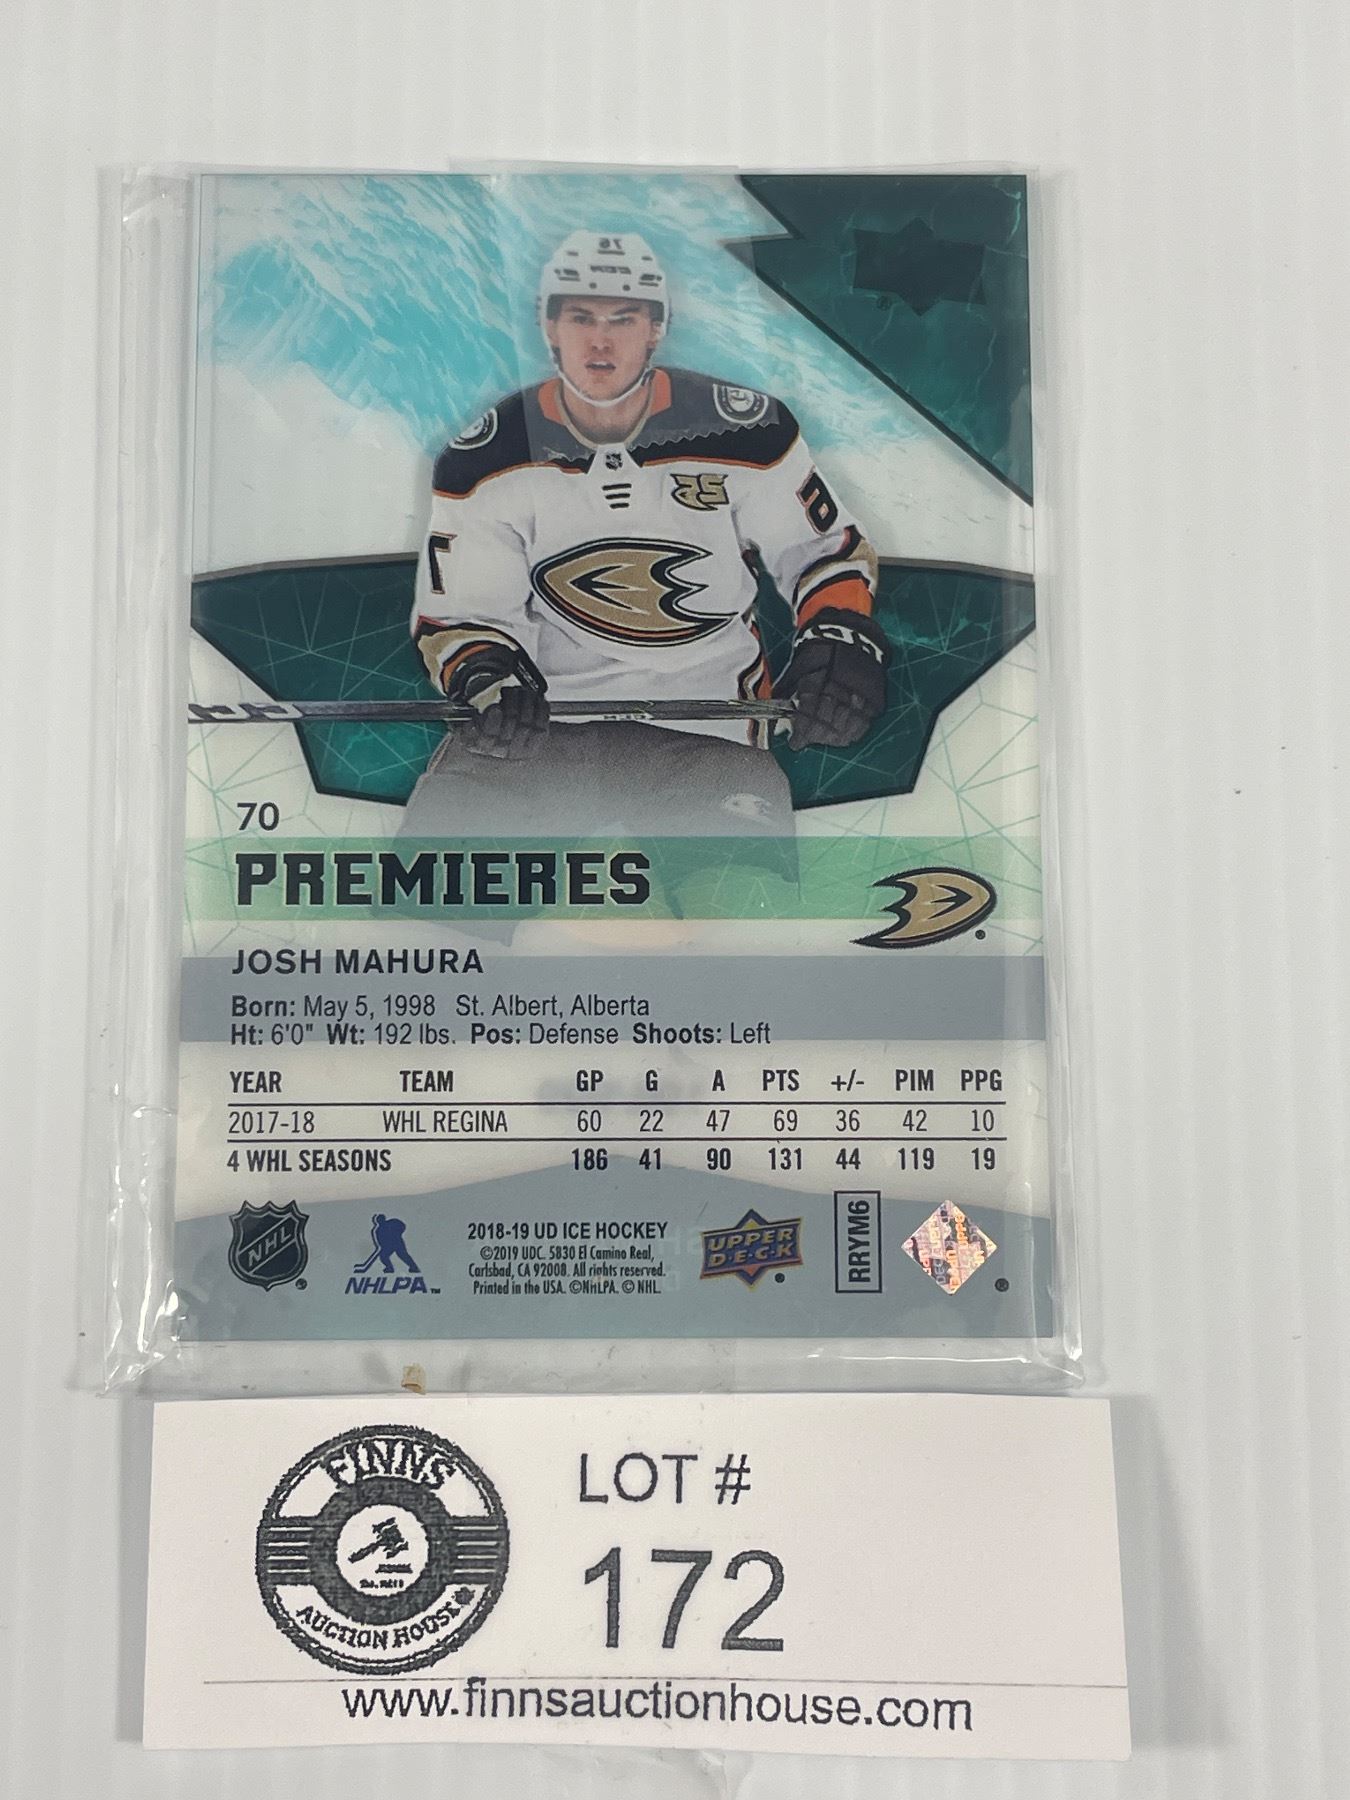 70
PREMIERES
JOSH MAHURA
Born: May 5, 1998 St. Albert, Alberta
Ht: 6'0" Wt: 192 lbs. Pos: Defense Shoots: Left
YEAR TEAM GP G A PTS +/- PIM PPG
2017-18 WHL REGINA 60 22 47 69 36 42 10
4 WHL SEASONS 186 41 90 131 44 119 19
NHL
NHLPA
2018-19 UD ICE HOCKEY
©2019 UDC. 5830 El Camino Real,
Carlsbad, CA 92008. All rights reserved.
Printed in the USA. ©NHLPA. © NHL.
UPPER
D·E·C·K
RRYM6
FINNS
AUCTION HOUSE
LOT #
172
www.finnsauctionhouse.com